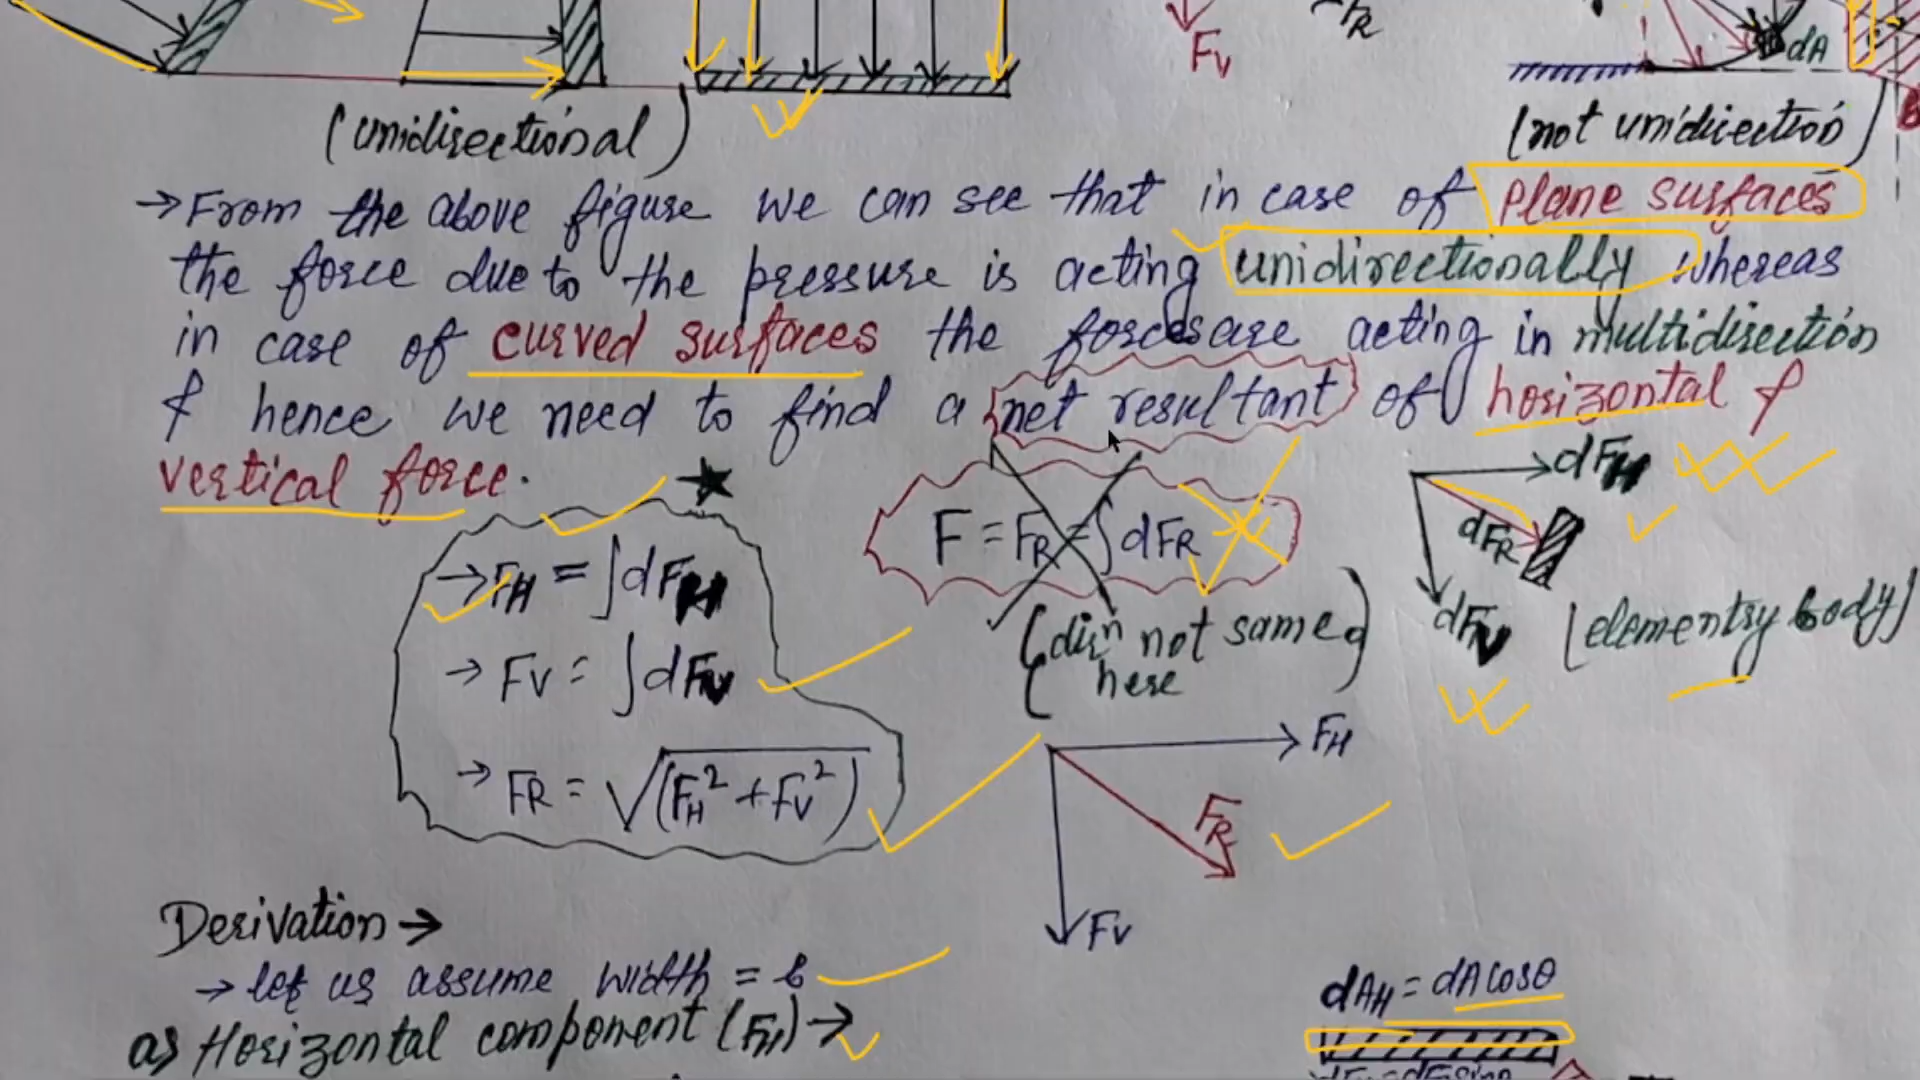 Fv
FR
dA
(unidirectional)
(not unidirection)
→ From the above figure we can see that in case of plane surfaces
the force due to the pressure is acting unidirectionally whereas
in case of curved surfaces the forces are acting in multidirection
& hence we need to find a net resultant of horizontal &
vertical force.
dFH
dFR
dFV
(elementry body)
F = FR = ∫dFR
(dirn not same here)
→ FH = ∫dFH
→ FV = ∫dFV
→ FR = √(FH² + FV²)
FH
FR
FV
Derivation →
→ let us assume width = b
a) Horizontal component (FH) →
dAH = dA cosθ